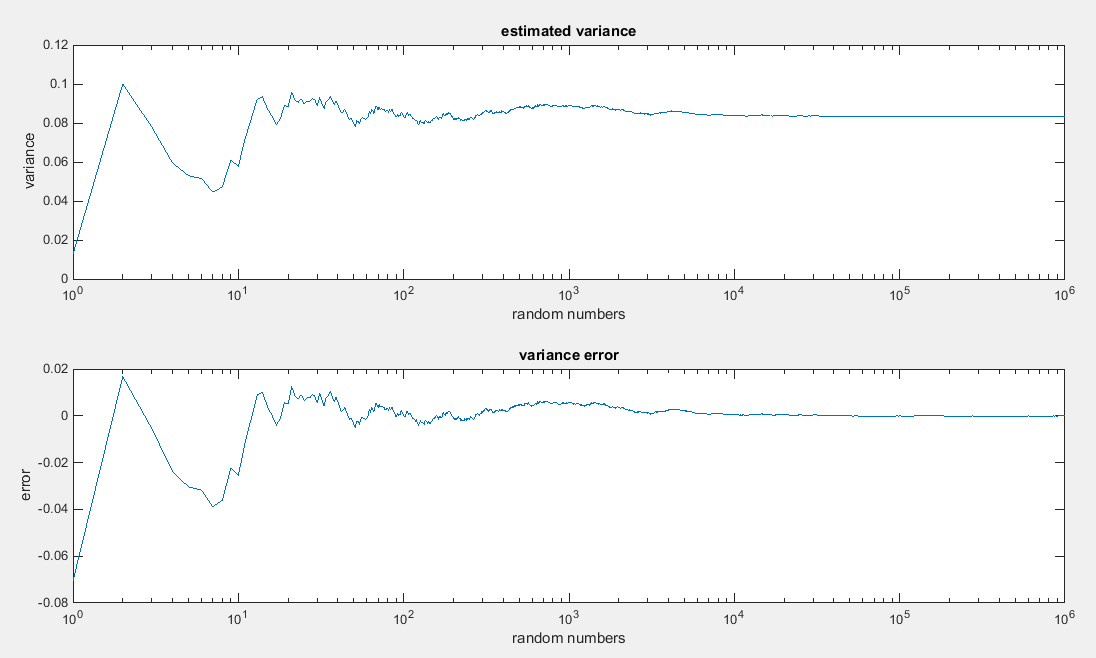 estimated variance
0.12
0.1
0.08
0.06
0.04
0.02
0
variance
10^0 10^1 10^2 10^3 10^4 10^5 10^6
random numbers
variance error
0.02
0
-0.02
-0.04
-0.06
-0.08
error
10^0 10^1 10^2 10^3 10^4 10^5 10^6
random numbers